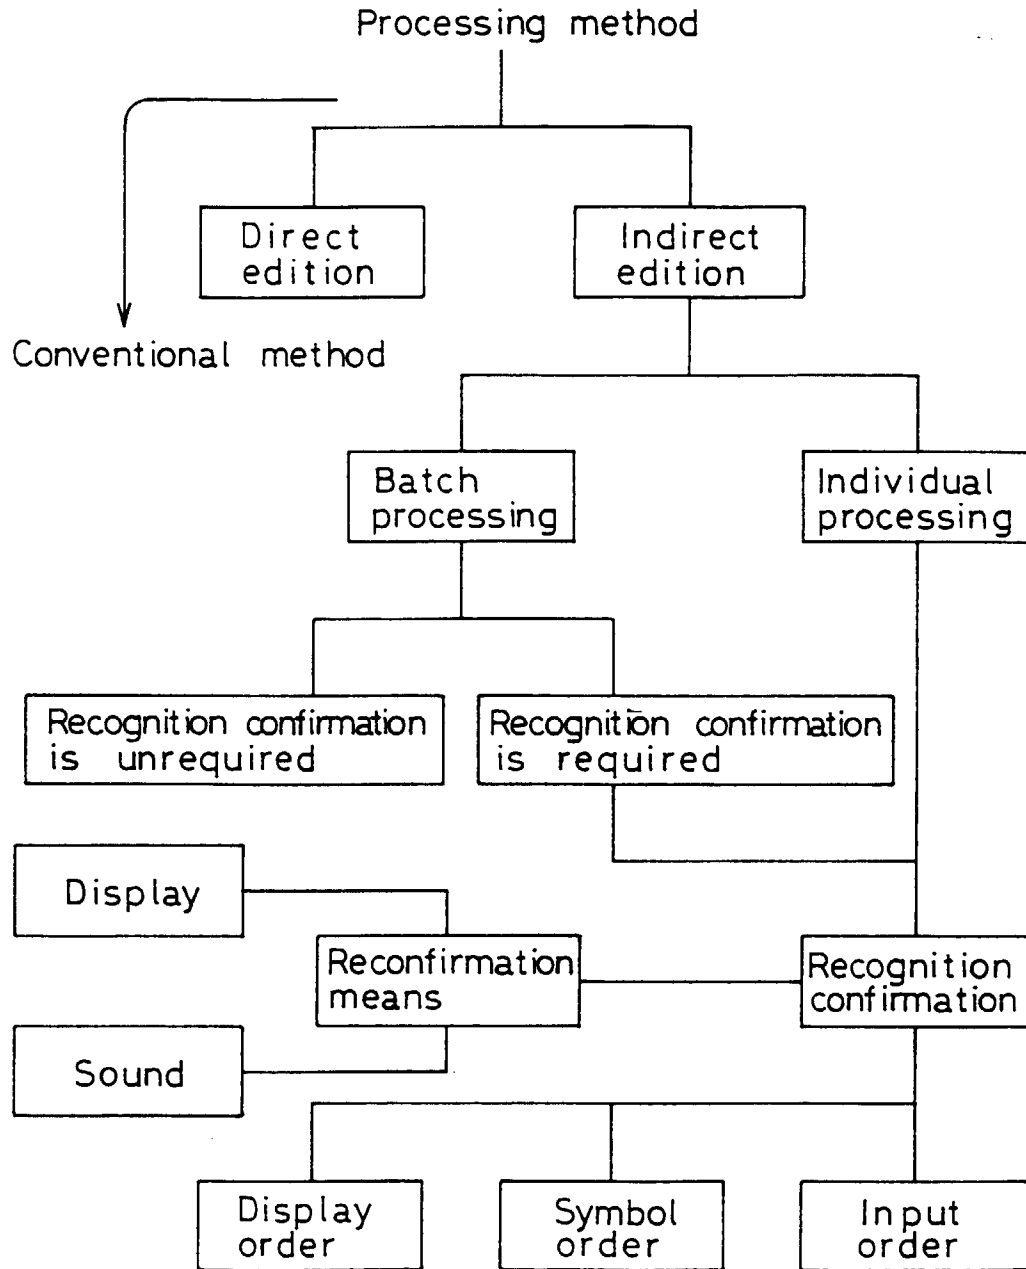 Processing method
Direct
edition
Indirect
edition
Conventional method
Batch
processing
Individual
processing
Recognition confirmation
is unrequired
Recognition confirmation
is required
Display
Reconfirmation
means
Recognition
confirmation
Sound
Display
order
Symbol
order
Input
order